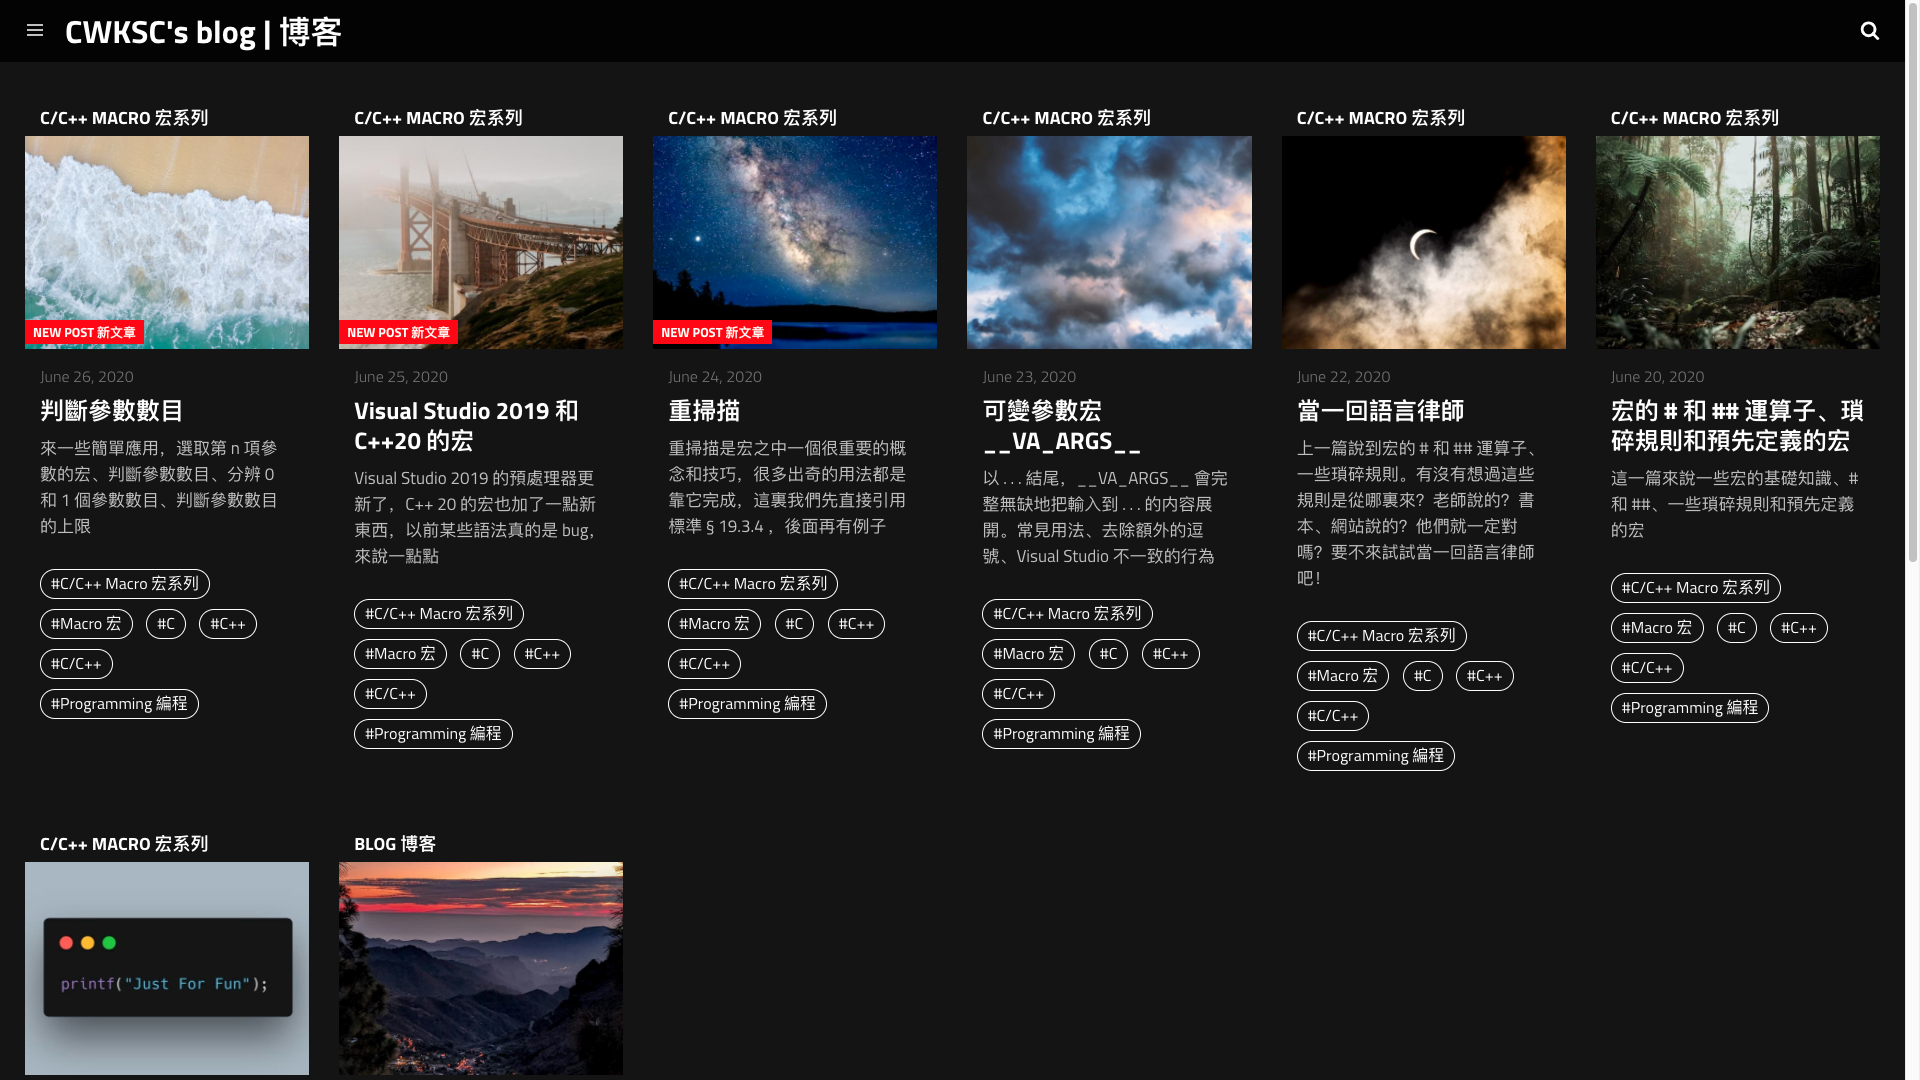 CWKSC's blog | 博客
C/C++ MACRO 宏系列
NEW POST 新文章
June 26, 2020
判斷參數數目
來一些簡單應用，選取第 n 項參
數的宏、判斷參數數目、分辨 0
和 1 個參數數目、判斷參數數目
的上限
#C/C++ Macro 宏系列
#Macro 宏 #C #C++
#C/C++
#Programming 編程
C/C++ MACRO 宏系列
NEW POST 新文章
June 25, 2020
Visual Studio 2019 和
C++20 的宏
Visual Studio 2019 的預處理器更
新了，C++ 20 的宏也加了一點新
東西，以前某些語法真的是 bug，
來說一點點
#C/C++ Macro 宏系列
#Macro 宏 #C #C++
#C/C++
#Programming 編程
C/C++ MACRO 宏系列
NEW POST 新文章
June 24, 2020
重掃描
重掃描是宏之中一個很重要的概
念和技巧，很多出奇的用法都是
靠它完成，這裏我們先直接引用
標準 § 19.3.4 ，後面再有例子
#C/C++ Macro 宏系列
#Macro 宏 #C #C++
#C/C++
#Programming 編程
C/C++ MACRO 宏系列
June 23, 2020
可變參數宏
__VA_ARGS__
以 . . . 結尾，__VA_ARGS__ 會完
整無缺地把輸入到 . . . 的内容展
開。常見用法、去除額外的逗
號、Visual Studio 不一致的行為
#C/C++ Macro 宏系列
#Macro 宏 #C #C++
#C/C++
#Programming 編程
C/C++ MACRO 宏系列
June 22, 2020
當一回語言律師
上一篇說到宏的 # 和 ## 運算子、
一些瑣碎規則。有沒有想過這些
規則是從哪裏來？老師說的？書
本、網站說的？他們就一定對
嗎？要不來試試當一回語言律師
吧！
#C/C++ Macro 宏系列
#Macro 宏 #C #C++
#C/C++
#Programming 編程
C/C++ MACRO 宏系列
June 20, 2020
宏的 # 和 ## 運算子、瑣
碎規則和預先定義的宏
這一篇來說一些宏的基礎知識、#
和 ##、一些瑣碎規則和預先定義
的宏
#C/C++ Macro 宏系列
#Macro 宏 #C #C++
#C/C++
#Programming 編程
C/C++ MACRO 宏系列
printf("Just For Fun");
BLOG 博客